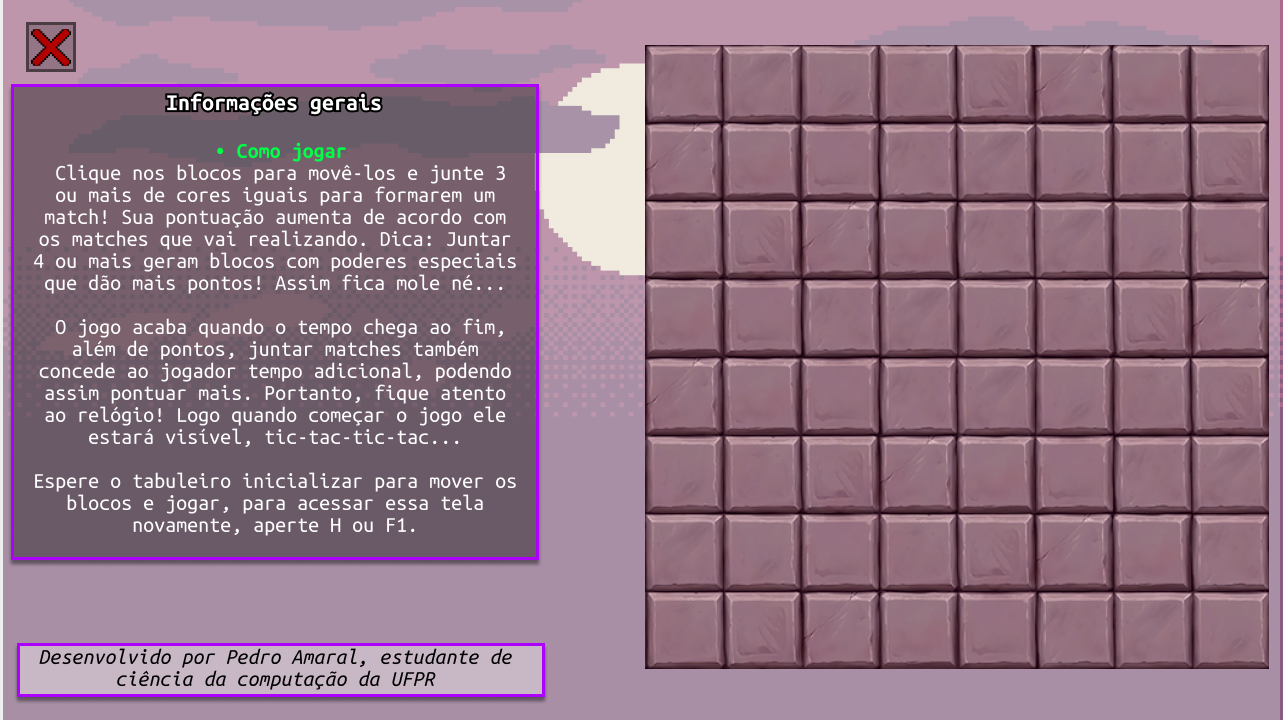 Informações gerais
• Como jogar
Clique nos blocos para movê-los e junte 3
ou mais de cores iguais para formarem um
match! Sua pontuação aumenta de acordo com
os matches que vai realizando. Dica: Juntar
4 ou mais geram blocos com poderes especiais
que dão mais pontos! Assim fica mole né...
O jogo acaba quando o tempo chega ao fim,
além de pontos, juntar matches também
concede ao jogador tempo adicional, podendo
assim pontuar mais. Portanto, fique atento
ao relógio! Logo quando começar o jogo ele
estará visível, tic-tac-tic-tac...
Espere o tabuleiro inicializar para mover os
blocos e jogar, para acessar essa tela
novamente, aperte H ou F1.
Desenvolvido por Pedro Amaral, estudante de
ciência da computação da UFPR